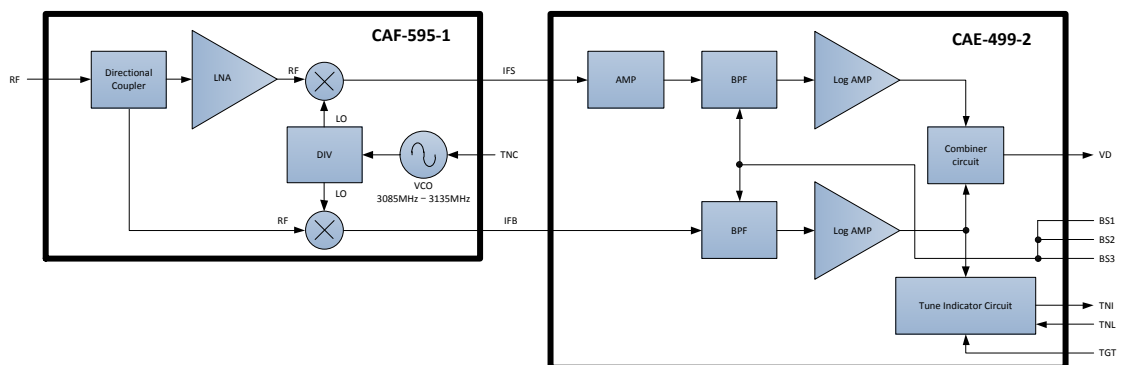 CAF-595-1
RF
Directional
Coupler
LNA
RF
LO
DIV
LO
VCO
3085MHz – 3135MHz
TNC
RF
IFS
IFB
CAE-499-2
AMP
BPF
Log AMP
Combiner
circuit
VD
BPF
Log AMP
BS1
BS2
BS3
Tune Indicator Circuit
TNI
TNL
TGT